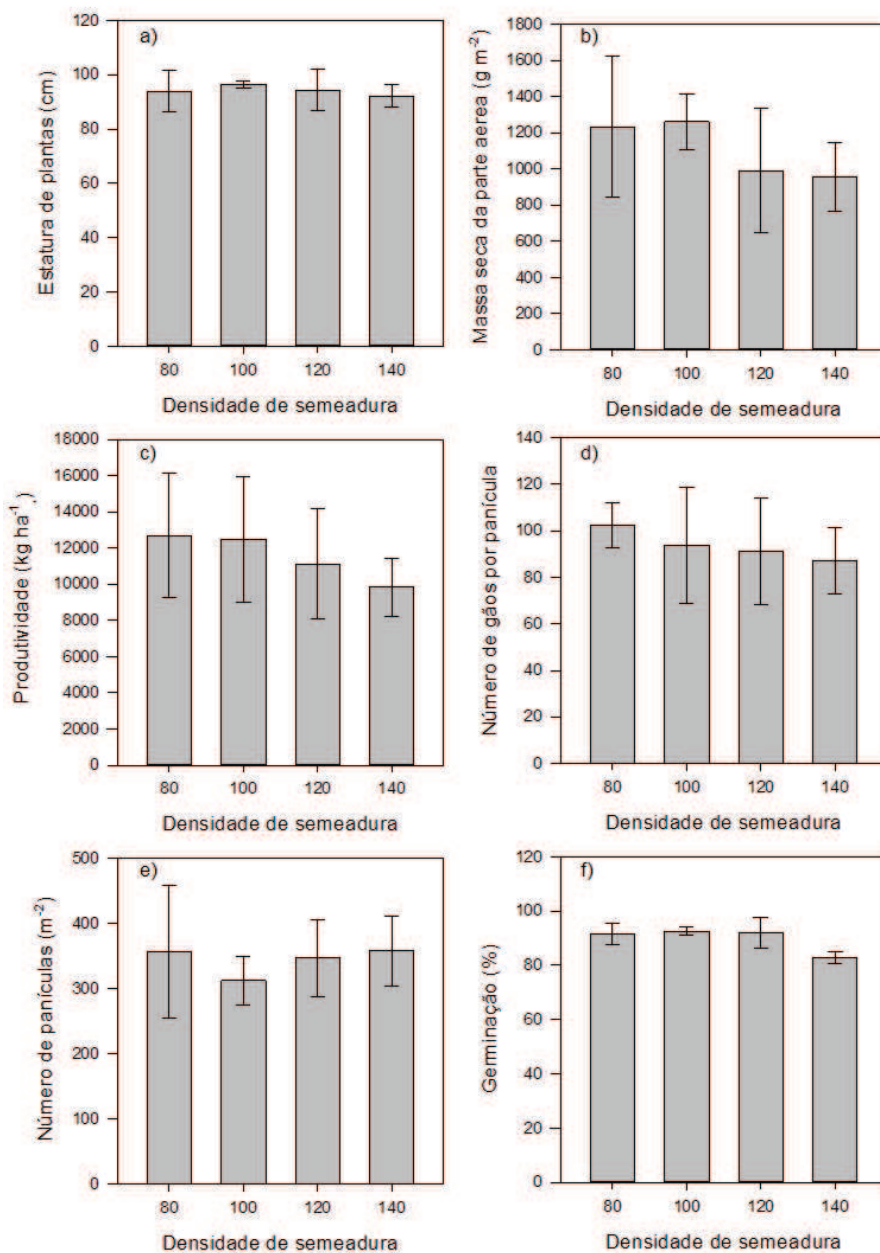 a)
Estatura de plantas (cm)
120
100
80
60
40
20
0
80 100 120 140
Densidade de semeadura
b)
Massa seca da parte aerea (g m-2)
1800
1600
1400
1200
1000
800
600
400
200
0
80 100 120 140
Densidade de semeadura
c)
Produtividade (kg ha-1,)
18000
16000
14000
12000
10000
8000
6000
4000
2000
0
80 100 120 140
Densidade de semeadura
d)
Número de gãos por panícula
140
120
100
80
60
40
20
0
80 100 120 140
Densidade de semeadura
e)
Número de panículas (m-2)
500
400
300
200
100
0
80 100 120 140
Densidade de semeadura
f)
Germinação (%)
120
100
80
60
40
20
0
80 100 120 140
Densidade de semeadura